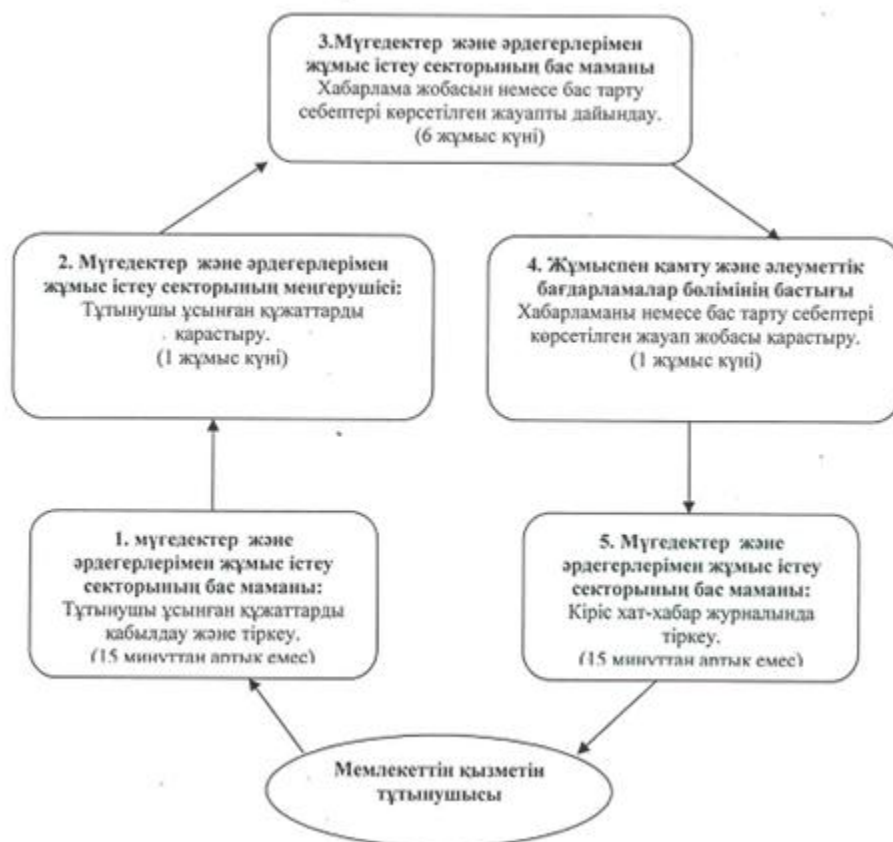 3.Мүгедектер және әрдегерлерімен
жұмыс істеу секторының бас маманы
Хабарлама жобасын немесе бас тарту
себептері көрсетілген жауапты дайындау.
(6 жұмыс күні)
2. Мүгедектер және әрдегерлерімен
жұмыс істеу секторының меңгерушісі:
Тұтынушы ұсынған құжаттарды
қарастыру.
(1 жұмыс күні)
4. Жұмыспен қамту және әлеуметтік
бағдарламалар бөлімінің бастығы
Хабарламаны немесе бас тарту себептері
көрсетілген жауап жобасы қарастыру.
(1 жұмыс күні)
1. мүгедектер және
әрдегерлерімен жұмыс істеу
секторының бас маманы:
Тұтынушы ұсынған құжаттарды
қабылдау және тіркеу.
(15 минуттан артық емес)
5. Мүгедектер және
әрдегерлерімен жұмыс істеу
секторының бас маманы:
Кіріс хат-хабар журналында
тіркеу.
(15 минуттан артық емес)
Мемлекеттін қызметін
тұтынушысы